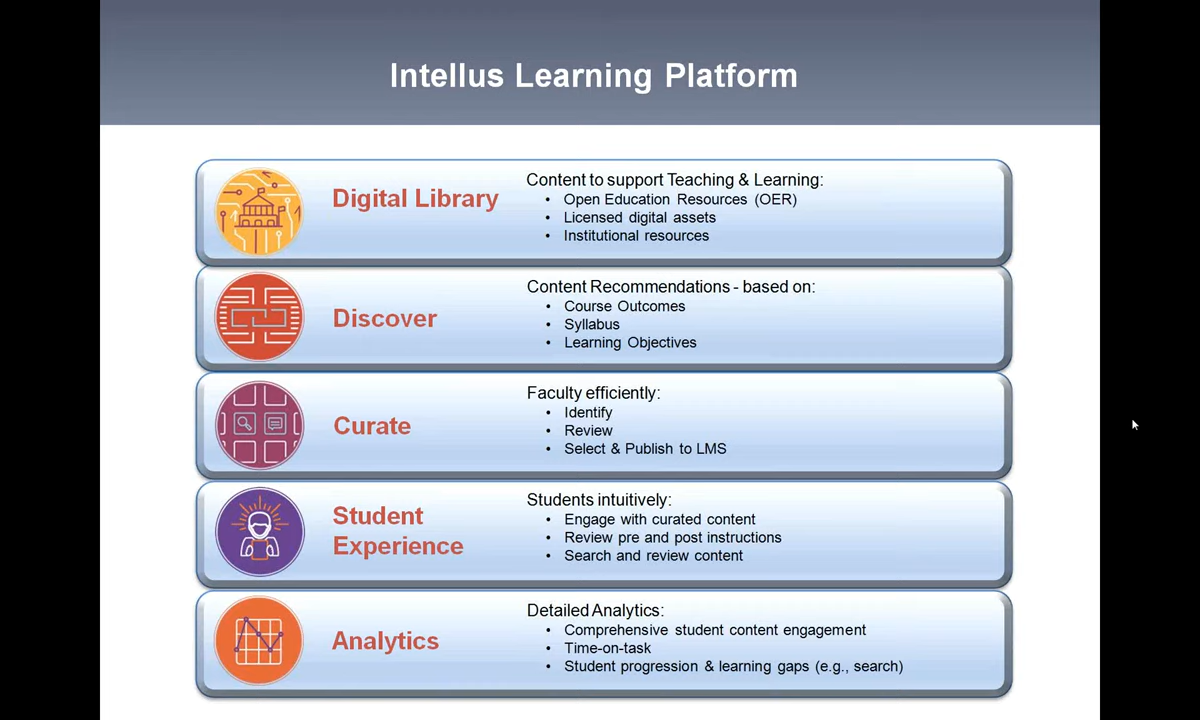 Intellus Learning Platform
Digital Library
Content to support Teaching & Learning:
• Open Education Resources (OER)
• Licensed digital assets
• Institutional resources
Discover
Content Recommendations - based on:
• Course Outcomes
• Syllabus
• Learning Objectives
Curate
Faculty efficiently:
• Identify
• Review
• Select & Publish to LMS
Student
Experience
Students intuitively:
• Engage with curated content
• Review pre and post instructions
• Search and review content
Analytics
Detailed Analytics:
• Comprehensive student content engagement
• Time-on-task
• Student progression & learning gaps (e.g., search)